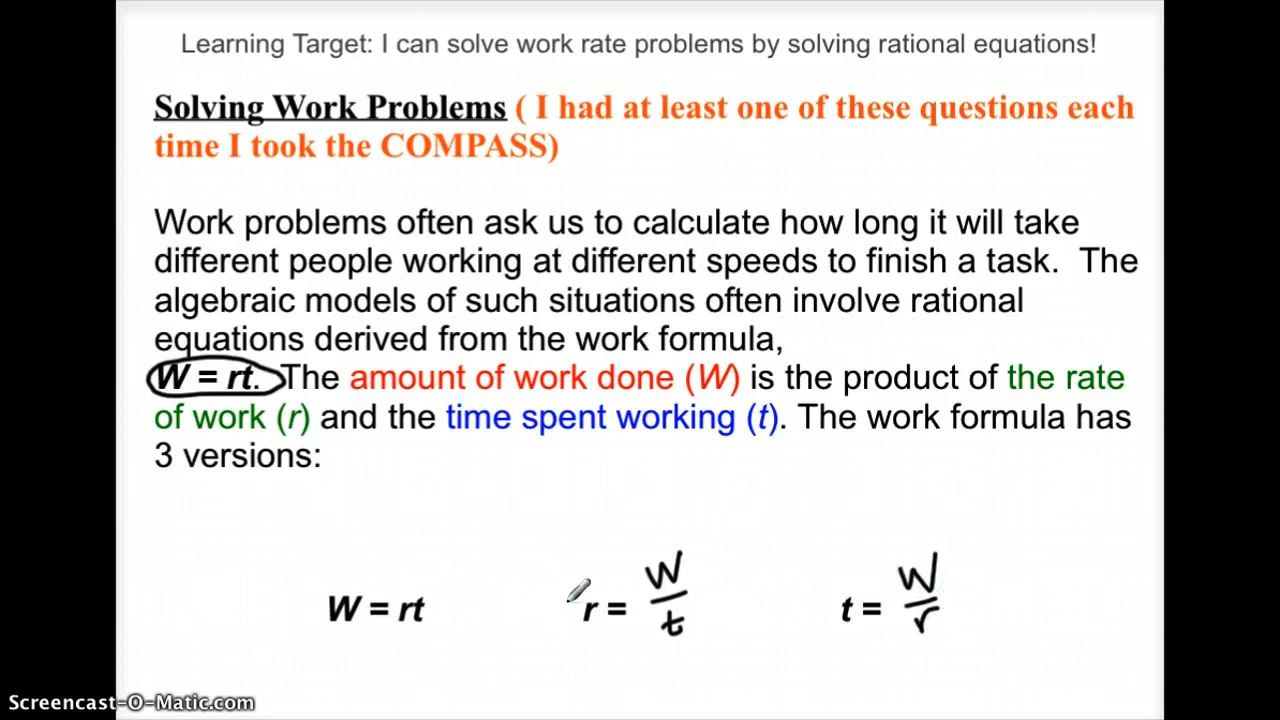 Learning Target: I can solve work rate problems by solving rational equations!
Solving Work Problems ( I had at least one of these questions each
time I took the COMPASS)
Work problems often ask us to calculate how long it will take
different people working at different speeds to finish a task. The
algebraic models of such situations often involve rational
equations derived from the work formula,
W = rt. The amount of work done (W) is the product of the rate
of work (r) and the time spent working (t). The work formula has
3 versions:
W = rt r = W/t t = W/r
Screencast-O-Matic.com